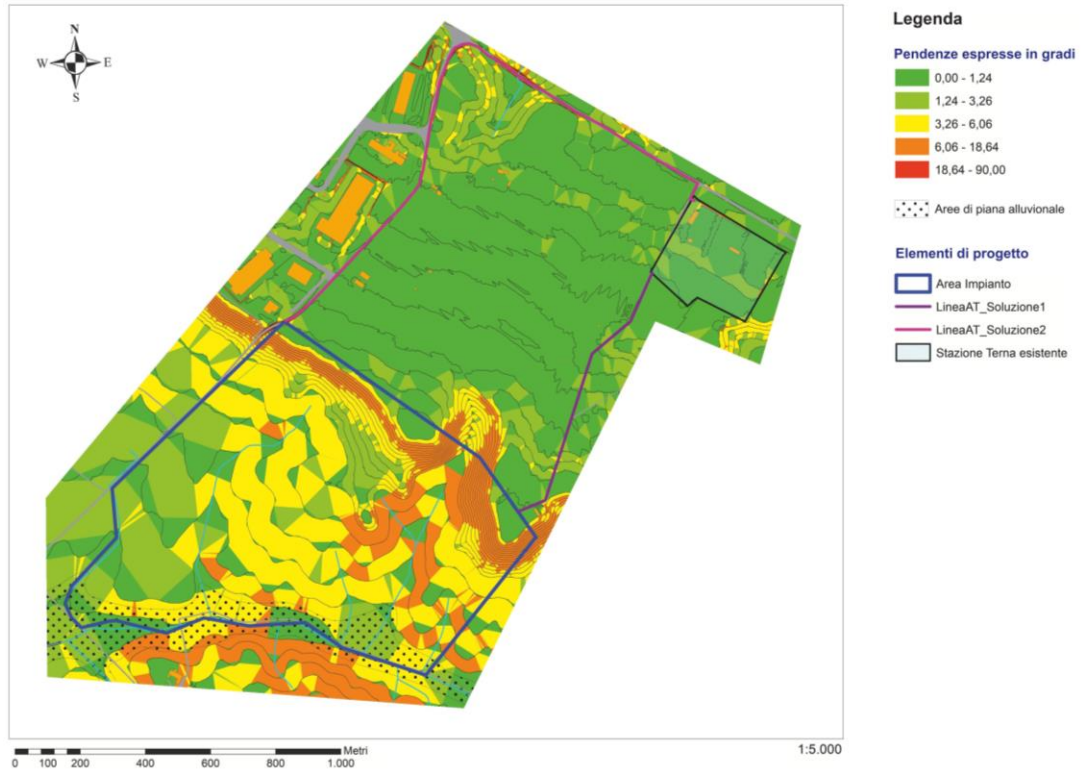 N
W E
S
Legenda
Pendenze espresse in gradi
0,00 - 1,24
1,24 - 3,26
3,26 - 6,06
6,06 - 18,64
18,64 - 90,00
Aree di piana alluvionale
Elementi di progetto
Area Impianto
LineaAT_Soluzione1
LineaAT_Soluzione2
Stazione Terna esistente
Metri
0 100 200 400 600 800 1.000
1:5.000